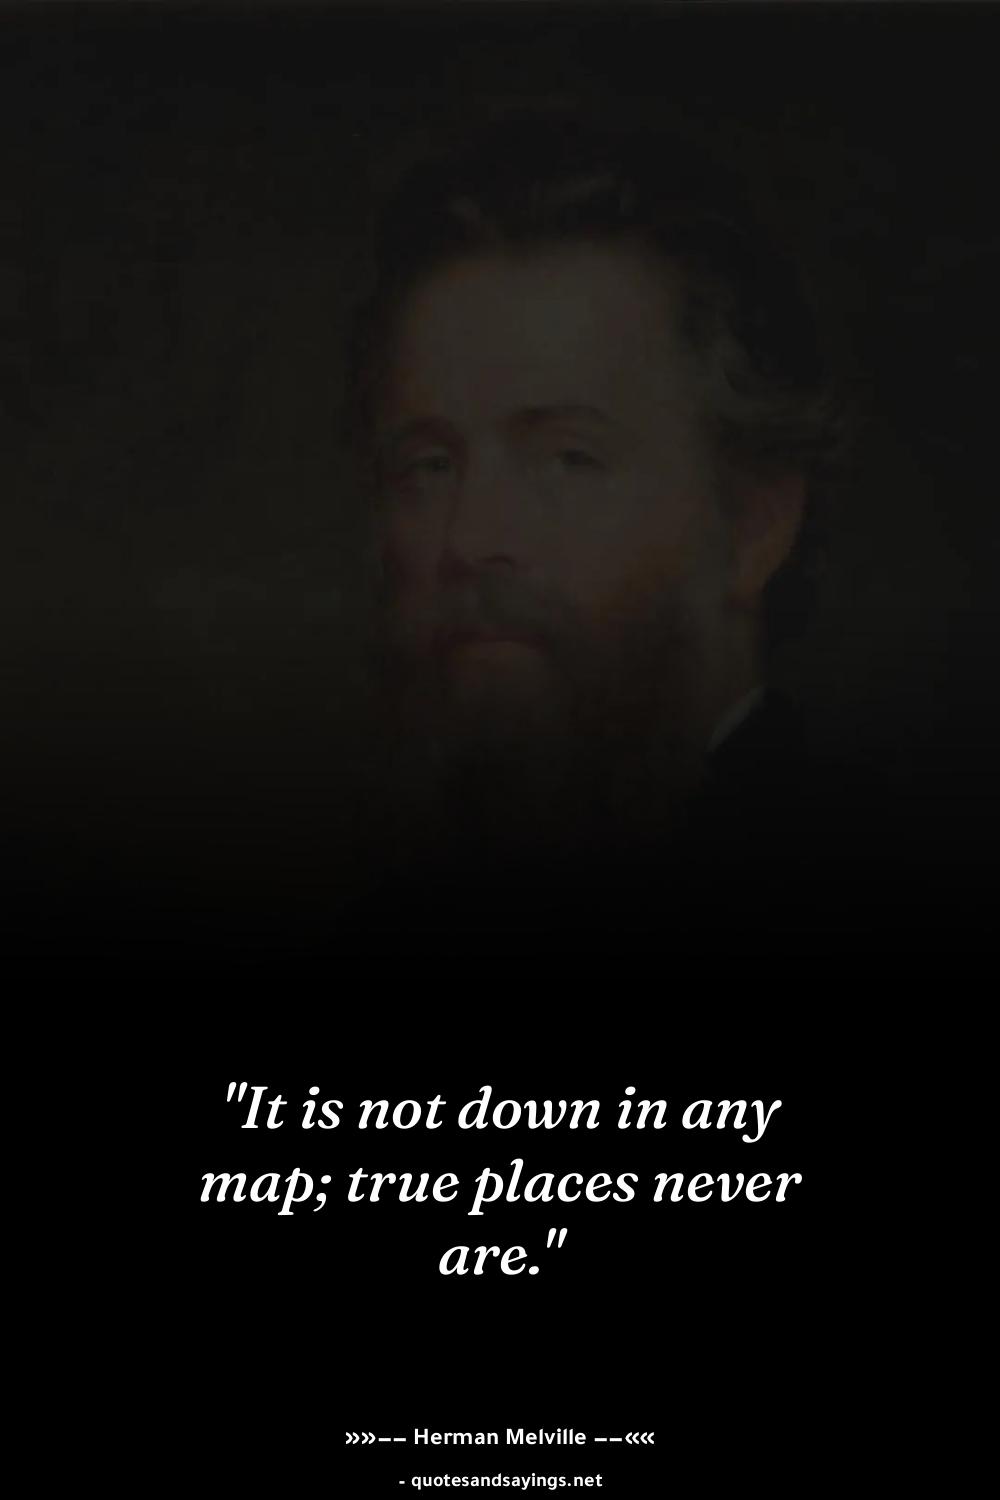 "It is not down in any
map; true places never
are."
»»–– Herman Melville ––««
- quotesandsayings.net